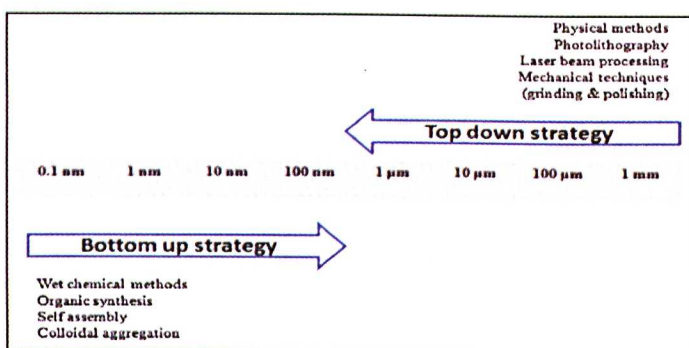 Physical methods
Photolithography
Laser beam processing
Mechanical techniques
(grinding & polishing)
Top down strategy
0.1 nm 1 nm 10 nm 100 nm 1 μm 10 μm 100 μm 1 mm
Bottom up strategy
Wet chemical methods
Organic synthesis
Self assembly
Colloidal aggregation